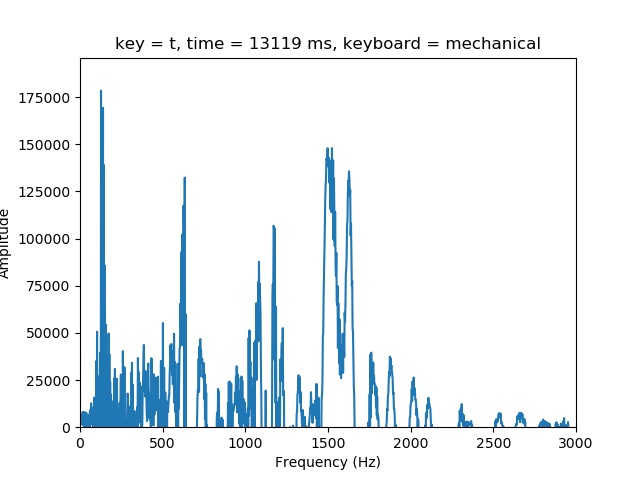 key = t, time = 13119 ms, keyboard = mechanical
175000
150000
125000
100000
75000
50000
25000
0
Amplitude
0 500 1000 1500 2000 2500 3000
Frequency (Hz)